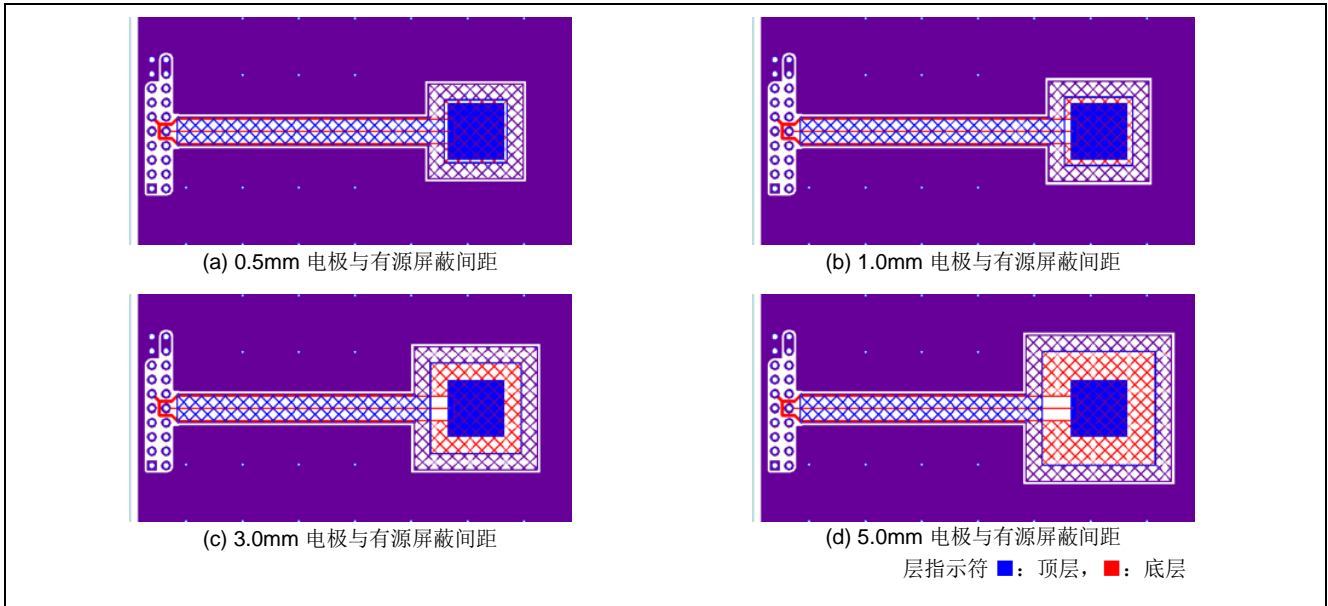 (a) 0.5mm 电极与有源屏蔽间距
(b) 1.0mm 电极与有源屏蔽间距
(c) 3.0mm 电极与有源屏蔽间距
(d) 5.0mm 电极与有源屏蔽间距
层指示符 ■：顶层，■：底层